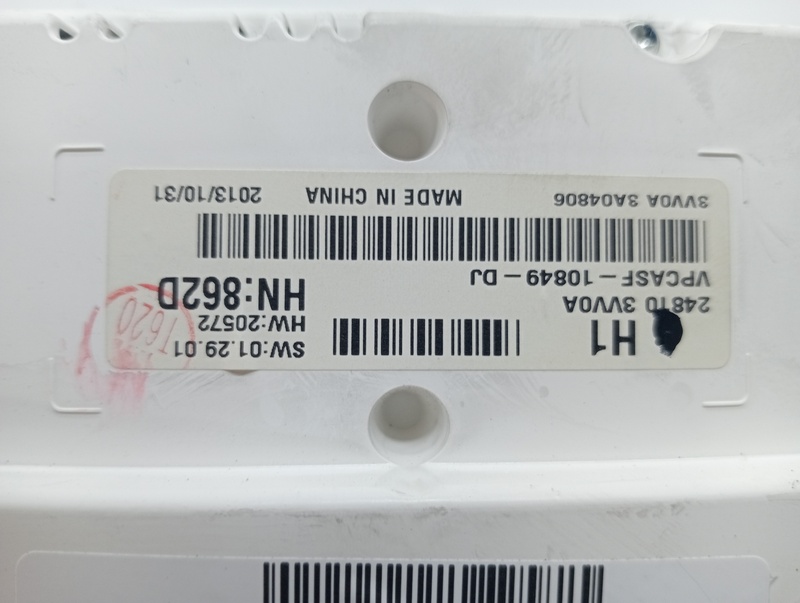 H1
SW:01.29.01
24810 3VV0A
HW:20572
VPCASF-10849-DJ
HN:862D
3VV0A 3A04806 MADE IN CHINA 2013/10/31
T620